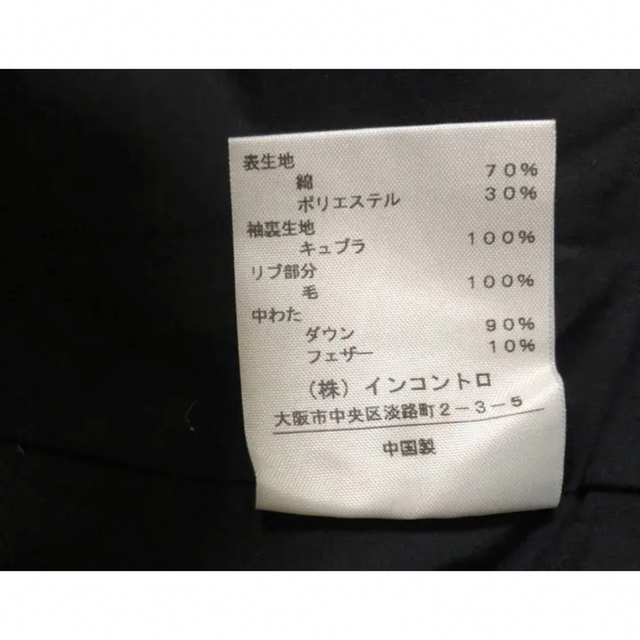 表生地
綿 70%
ポリエステル 30%
袖裏生地
キュプラ 100%
リブ部分
毛 100%
中わた
ダウン 90%
フェザー 10%
(株)インコントロ
大阪市中央区淡路町2-3-5
中国製